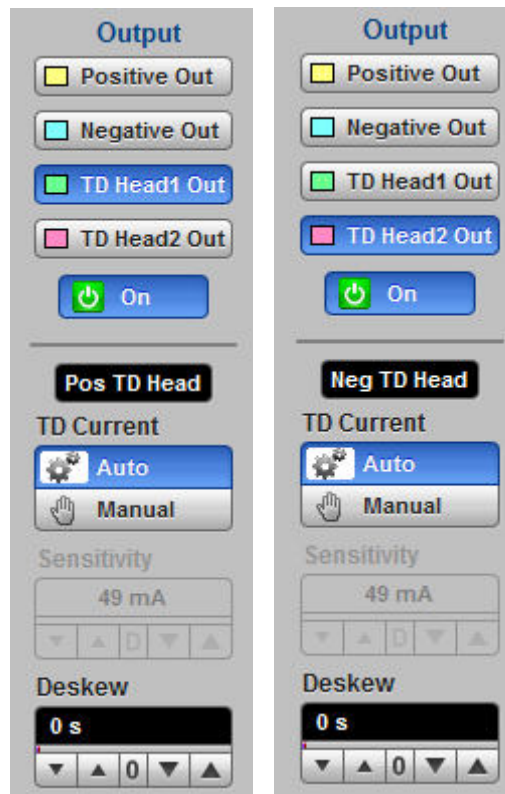 Output
Positive Out
Negative Out
TD Head1 Out
TD Head2 Out
On
Pos TD Head
TD Current
Auto
Manual
Sensitivity
49 mA
D
Deskew
0 s
0
Output
Positive Out
Negative Out
TD Head1 Out
TD Head2 Out
On
Neg TD Head
TD Current
Auto
Manual
Sensitivity
49 mA
D
Deskew
0 s
0